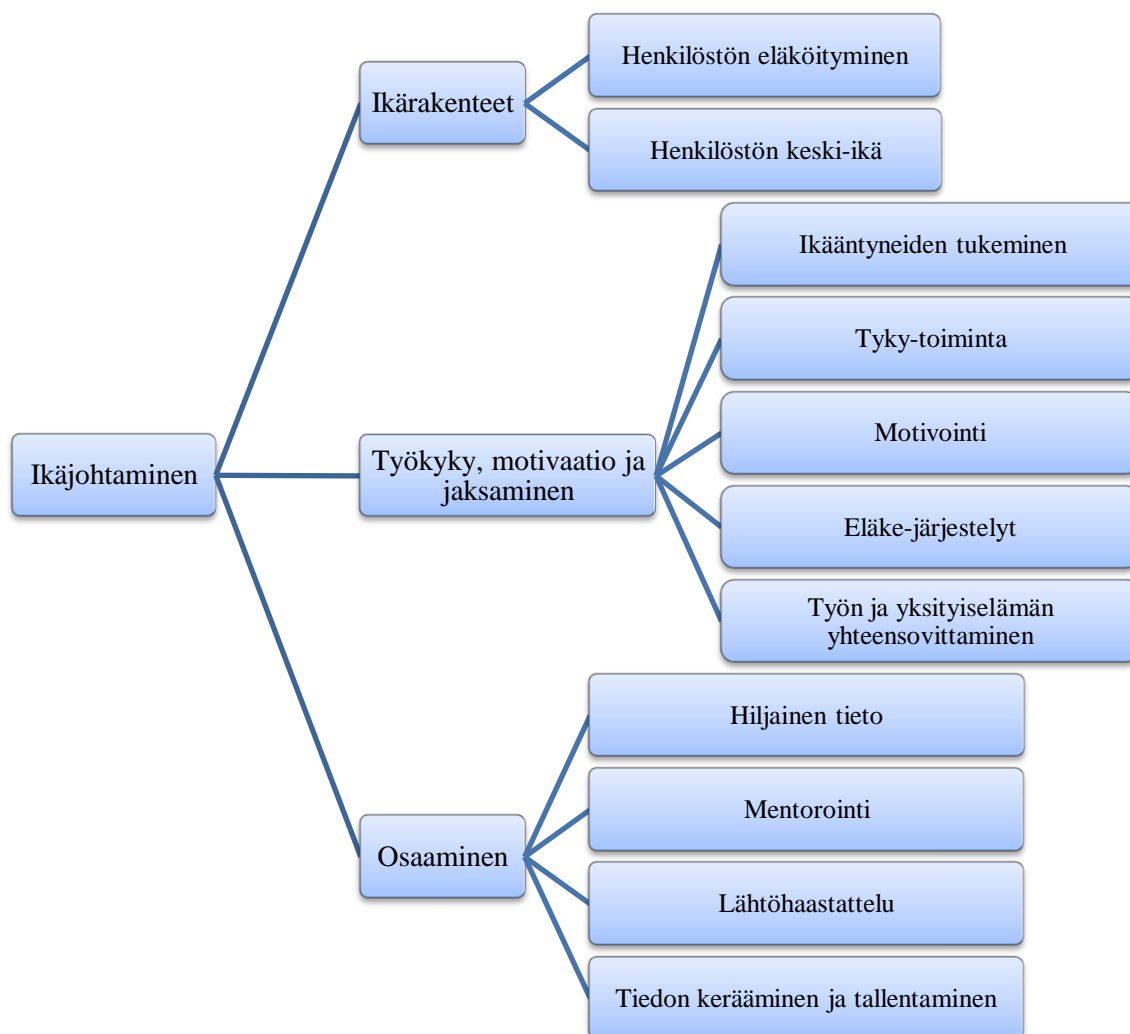 Ikäjohtaminen
Ikärakenteet
Henkilöstön eläköityminen
Henkilöstön keski-ikä
Työkyky, motivaatio ja
jaksaminen
Ikääntyneiden tukeminen
Tyky-toiminta
Motivointi
Eläke-järjestelyt
Työn ja yksityiselämän
yhteensovittaminen
Osaaminen
Hiljainen tieto
Mentorointi
Lähtöhaastattelu
Tiedon kerääminen ja tallentaminen